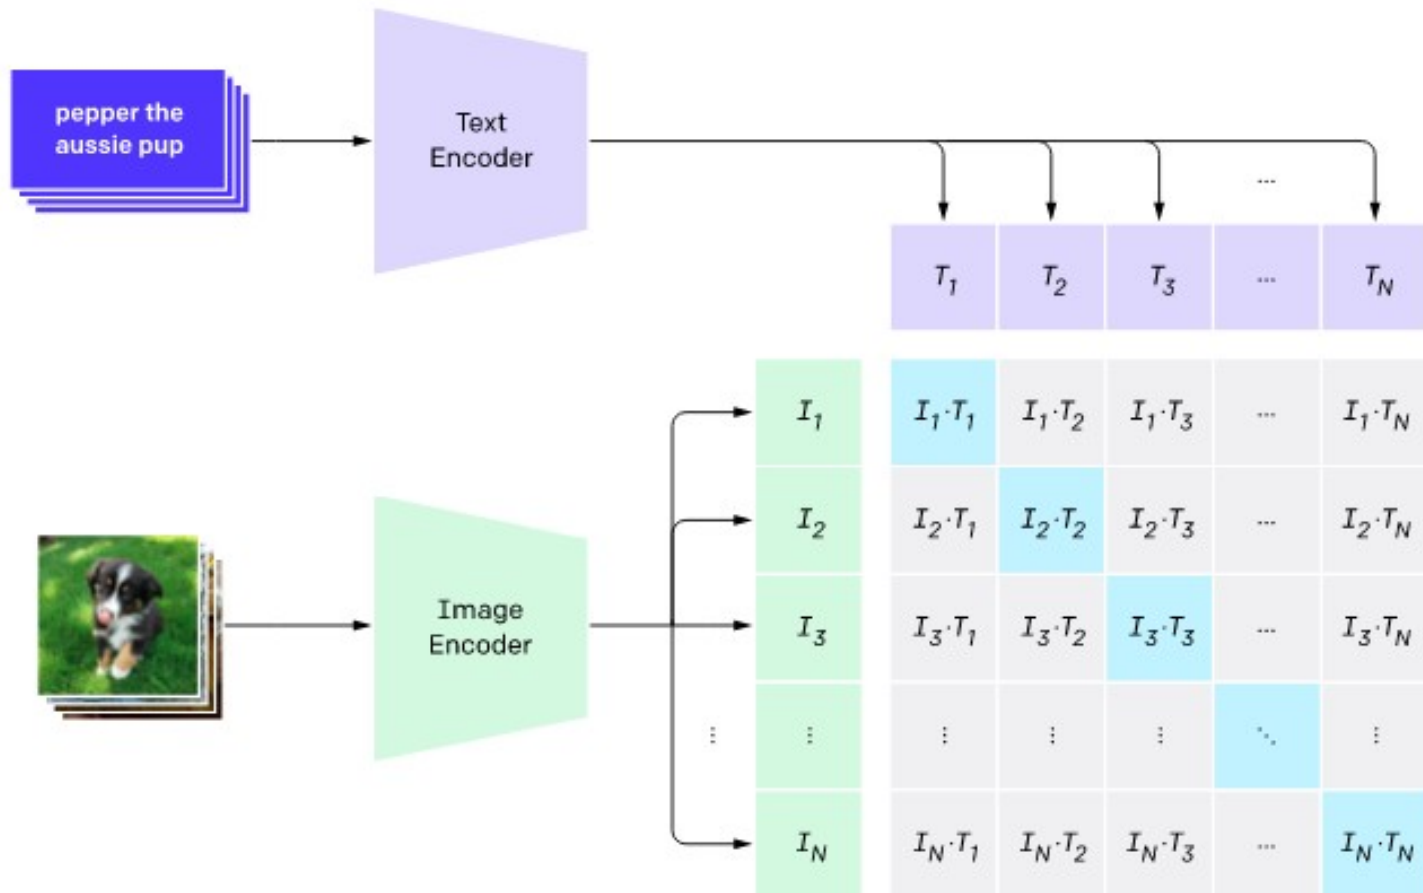 pepper the
aussie pup
Text
Encoder
...
T1 T2 T3 ... TN
I1 I1·T1 I1·T2 I1·T3 ... I1·TN
I2 I2·T1 I2·T2 I2·T3 ... I2·TN
Image
Encoder
I3 I3·T1 I3·T2 I3·T3 ... I3·TN
⋮ ⋮ ⋮ ⋮ ⋮ ⋱ ⋮
IN IN·T1 IN·T2 IN·T3 ... IN·TN